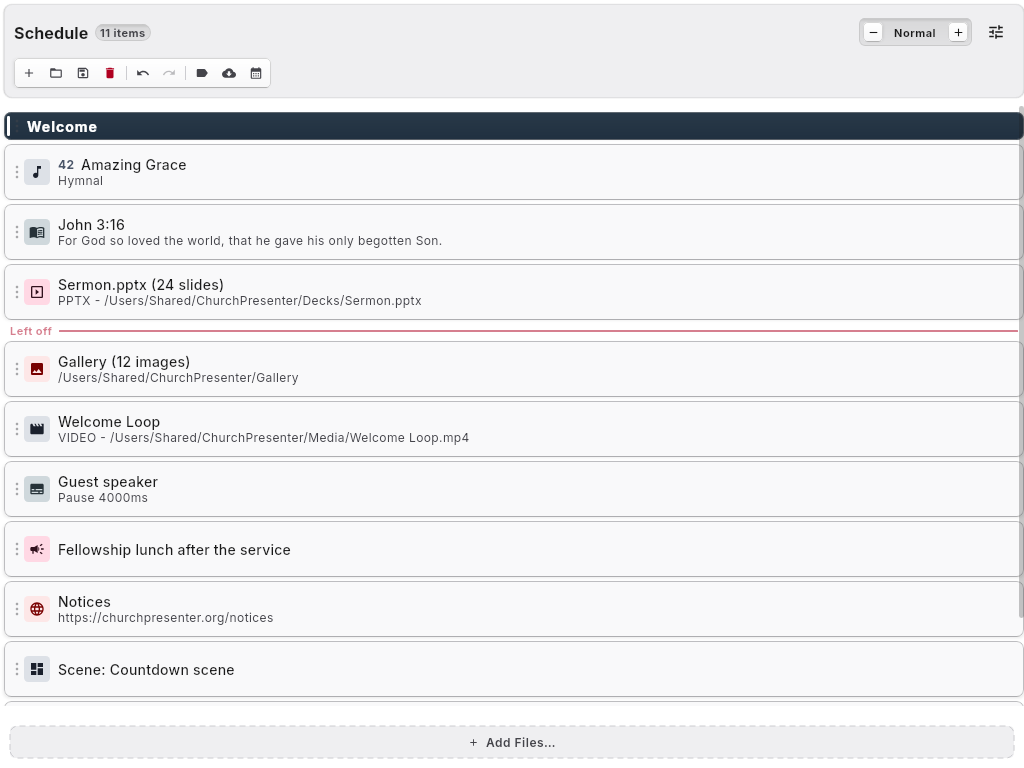 Schedule
11 items
Normal
Welcome
42 Amazing Grace
Hymnal
John 3:16
For God so loved the world, that he gave his only begotten Son.
Sermon.pptx (24 slides)
PPTX - /Users/Shared/ChurchPresenter/Decks/Sermon.pptx
Left off
Gallery (12 images)
/Users/Shared/ChurchPresenter/Gallery
Welcome Loop
VIDEO - /Users/Shared/ChurchPresenter/Media/Welcome Loop.mp4
Guest speaker
Pause 4000ms
Fellowship lunch after the service
Notices
https://churchpresenter.org/notices
Scene: Countdown scene
+ Add Files...